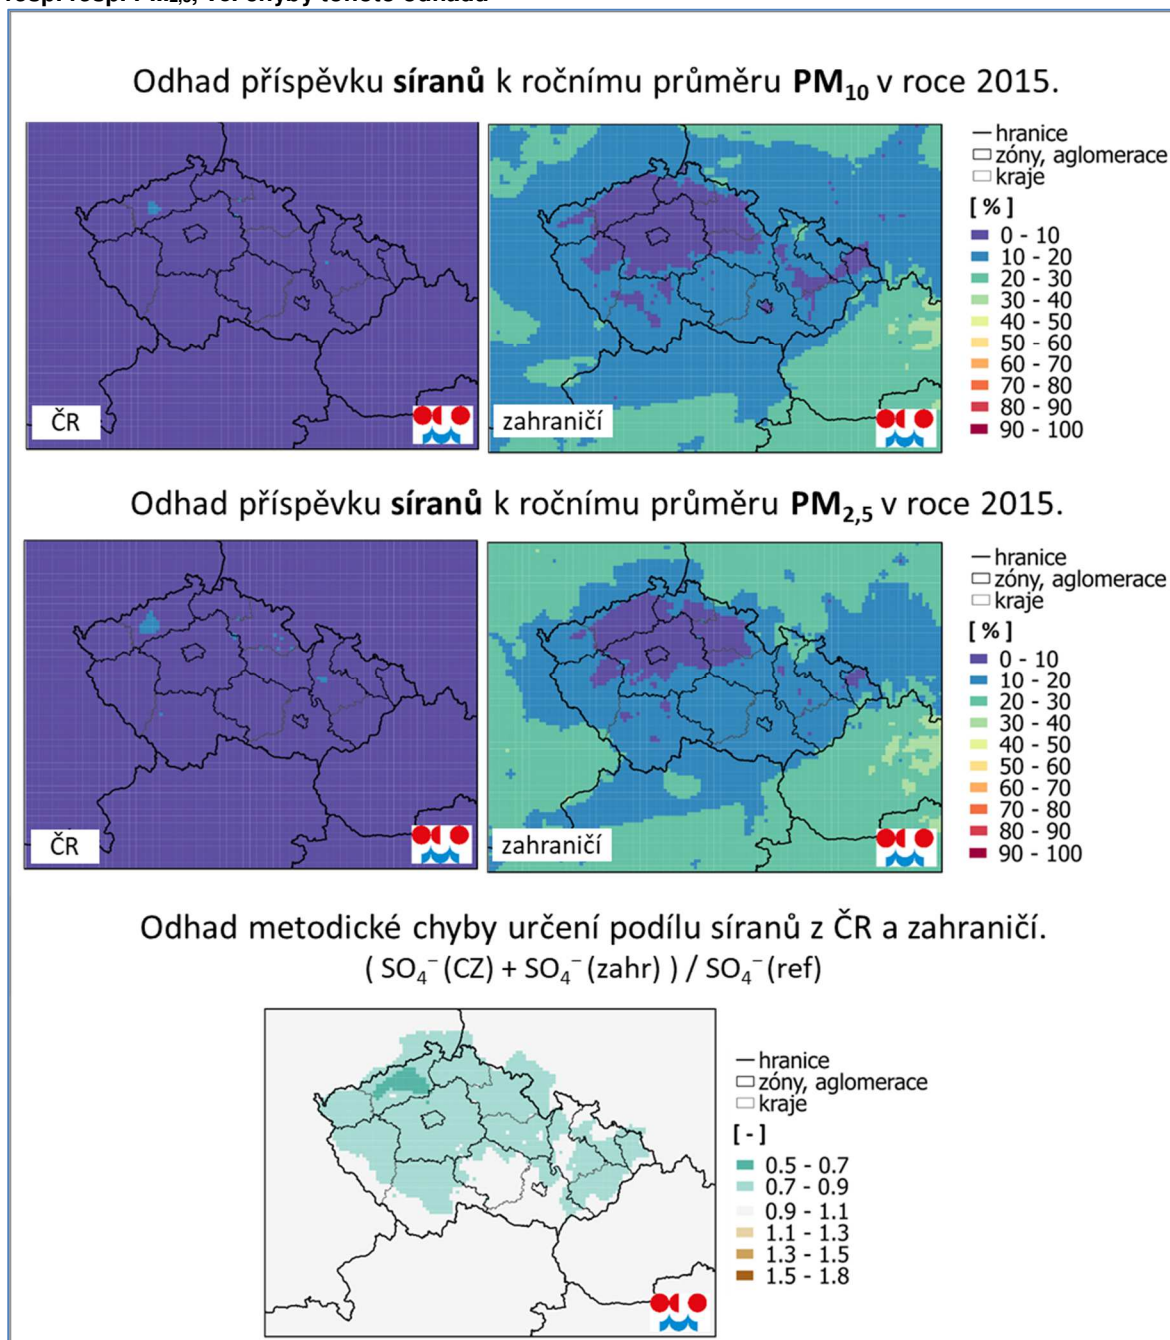 Odhad příspěvku síranů k ročnímu průměru PM₁₀ v roce 2015.
hranice
zóny, aglomerace
kraje
[ % ]
0 - 10
10 - 20
20 - 30
30 - 40
40 - 50
50 - 60
60 - 70
70 - 80
80 - 90
90 - 100
ČR
zahraničí
Odhad příspěvku síranů k ročnímu průměru PM₂,₅ v roce 2015.
hranice
zóny, aglomerace
kraje
[ % ]
0 - 10
10 - 20
20 - 30
30 - 40
40 - 50
50 - 60
60 - 70
70 - 80
80 - 90
90 - 100
ČR
zahraničí
Odhad metodické chyby určení podílu síranů z ČR a zahraničí.
( SO₄⁻ (CZ) + SO₄⁻ (zahr) ) / SO₄⁻ (ref)
hranice
zóny, aglomerace
kraje
[ - ]
0.5 - 0.7
0.7 - 0.9
0.9 - 1.1
1.1 - 1.3
1.3 - 1.5
1.5 - 1.8